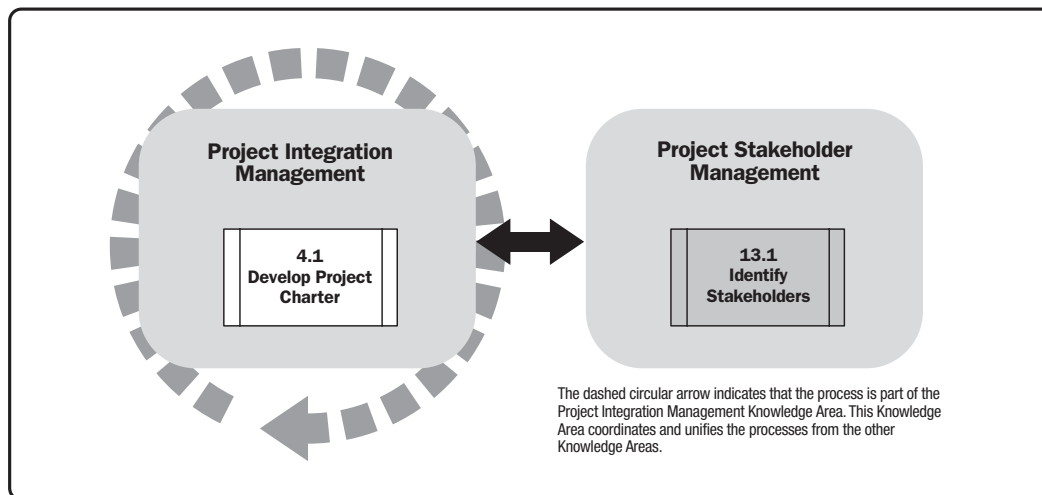 Project Integration
Management
4.1
Develop Project
Charter
Project Stakeholder
Management
13.1
Identify
Stakeholders
The dashed circular arrow indicates that the process is part of the
Project Integration Management Knowledge Area. This Knowledge
Area coordinates and unifies the processes from the other
Knowledge Areas.